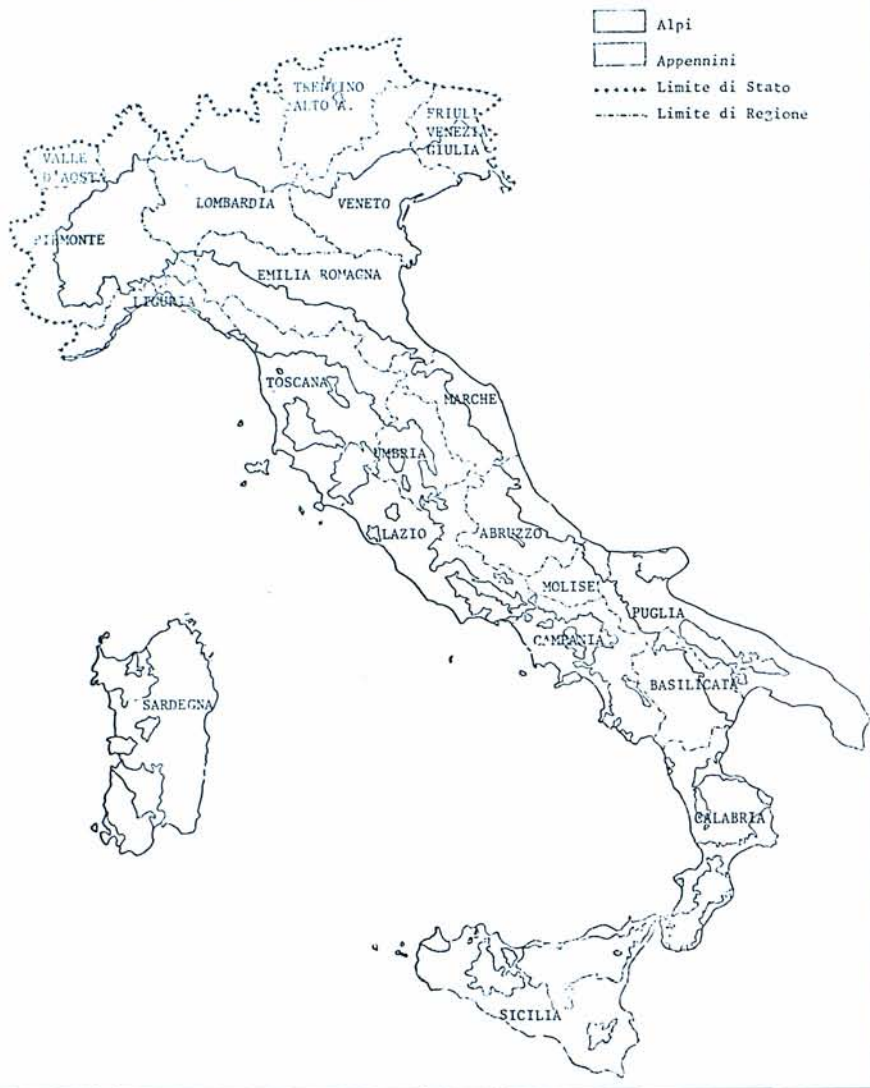 Alpi
Appennini
Limite di Stato
Limite di Regione
TRENTINO
ALTO A.
FRIULI
VENEZIA
GIULIA
VALLE
D'AOSTA
LOMBARDIA
VENETO
PIEMONTE
EMILIA ROMAGNA
LIGURIA
TOSCANA
MARCHE
UMBRIA
LAZIO
ABRUZZO
MOLISE
PUGLIA
CAMPANIA
BASILICATA
SARDEGNA
CALABRIA
SICILIA